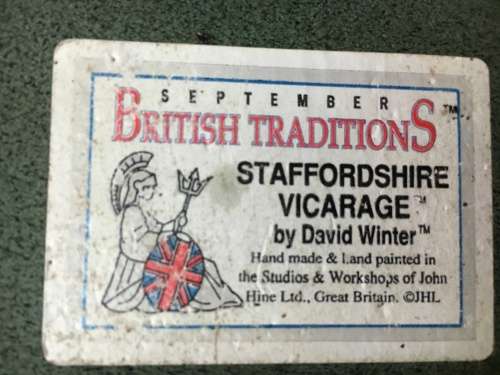 SEPTEMBER
BRITISH TRADITIONS™
STAFFORDSHIRE
VICARAGE™
by David Winter™
Hand made & Hand painted in
the Studios & Workshops of John
Hine Ltd., Great Britain. ©JHL